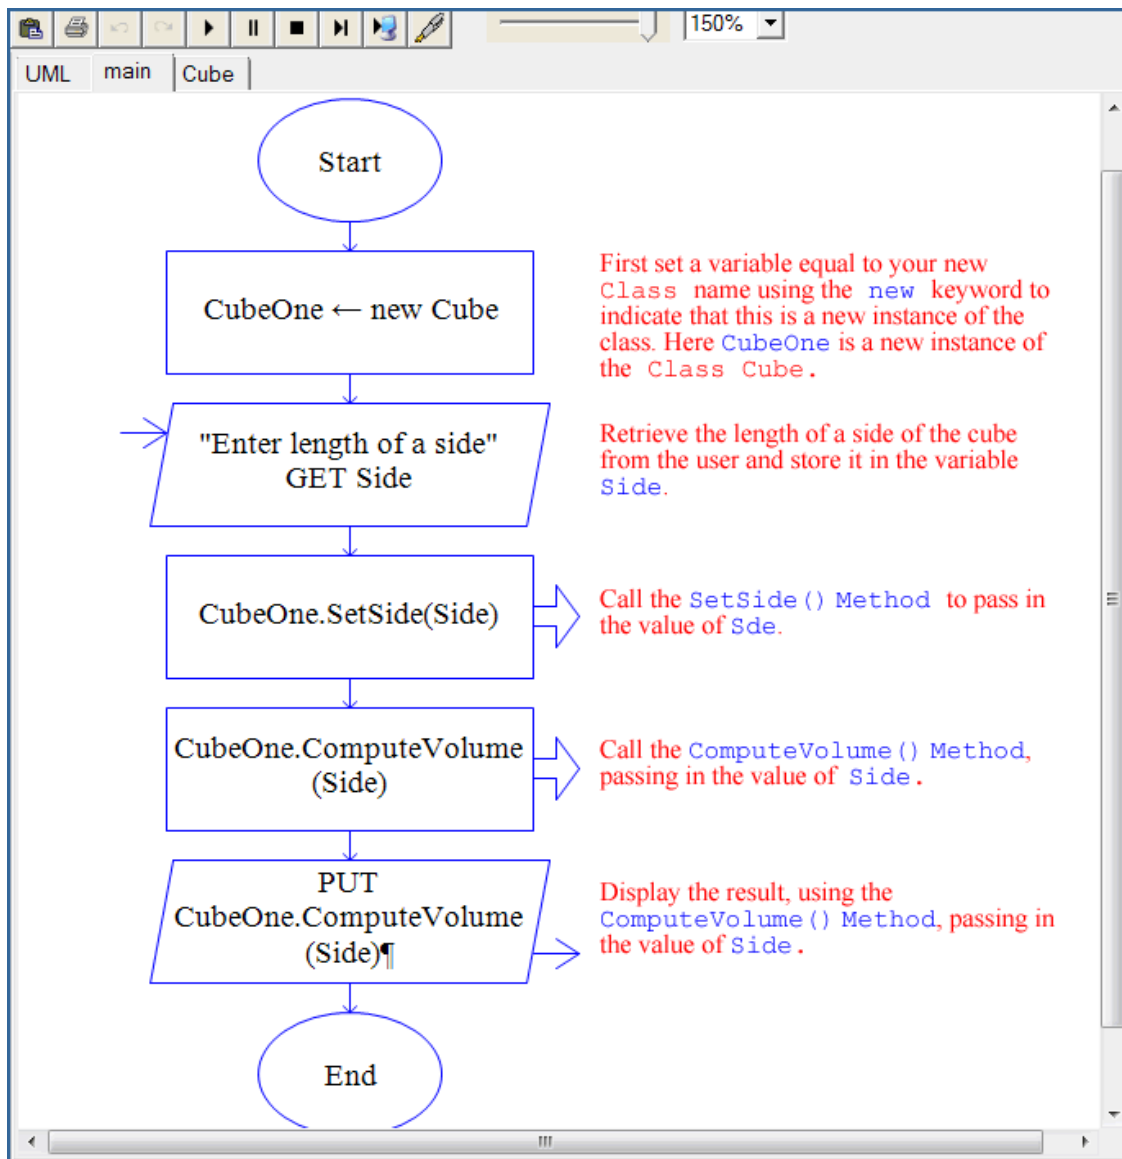 150%
UML main Cube
Start
CubeOne ← new Cube
First set a variable equal to your new
Class name using the new keyword to
indicate that this is a new instance of the
class. Here CubeOne is a new instance of
the Class Cube.
"Enter length of a side"
GET Side
Retrieve the length of a side of the cube
from the user and store it in the variable
Side.
CubeOne.SetSide(Side)
Call the SetSide() Method to pass in
the value of Sde.
CubeOne.ComputeVolume
(Side)
Call the ComputeVolume() Method,
passing in the value of Side.
PUT
CubeOne.ComputeVolume
(Side)¶
Display the result, using the
ComputeVolume() Method, passing in
the value of Side.
End